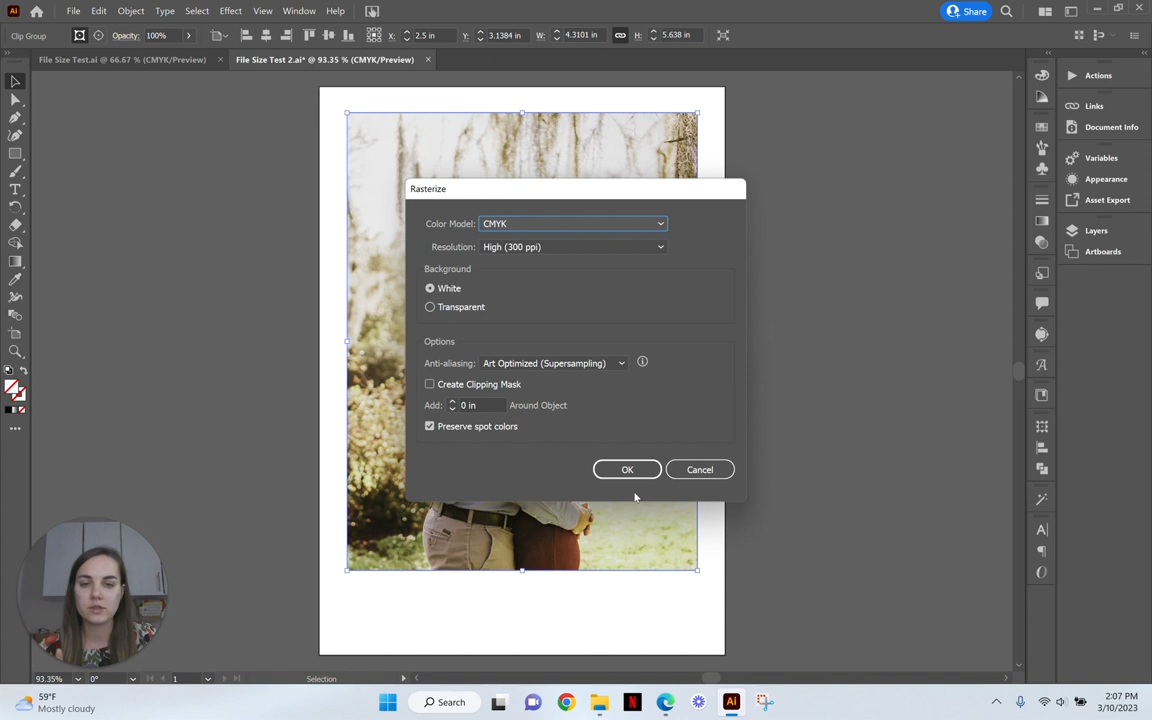 Ai File Edit Object Type Select Effect View Window Help Share
Clip Group Opacity: 100% X: 2.5 in Y: 3.1384 in W: 4.3101 in H: 5.638 in
File Size Test.ai @ 66.67 % (CMYK/Preview) × File Size Test 2.ai* @ 93.35 % (CMYK/Preview) ×
Actions
Links
Document Info
Variables
Appearance
Asset Export
Layers
Artboards
Rasterize
Color Model: CMYK
Resolution: High (300 ppi)
Background
White
Transparent
Options
Anti-aliasing: Art Optimized (Supersampling)
Create Clipping Mask
Add: 0 in Around Object
Preserve spot colors
OK Cancel
93.35% 0° 1 Selection
59°F
Mostly cloudy
Search
Ai
2:07 PM
3/10/2023